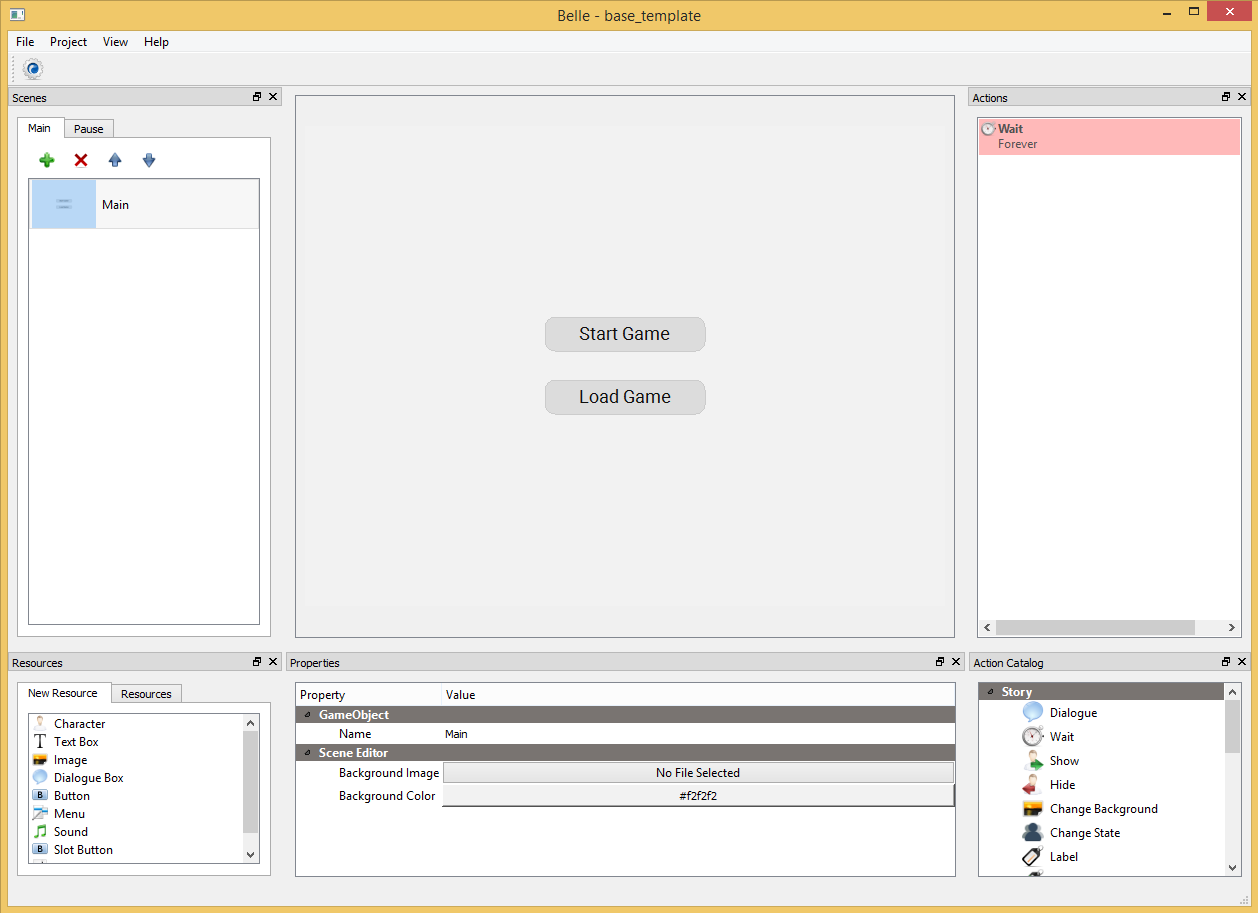 Belle - base_template
File Project View Help
Scenes
Main Pause
Main
Start Game
Load Game
Actions
Wait
Forever
Resources
New Resource Resources
Character
Text Box
Image
Dialogue Box
B Button
Menu
Sound
B Slot Button
Properties
Property Value
GameObject
Name Main
Scene Editor
Background Image No File Selected
Background Color #f2f2f2
Action Catalog
Story
Dialogue
Wait
Show
Hide
Change Background
Change State
Label